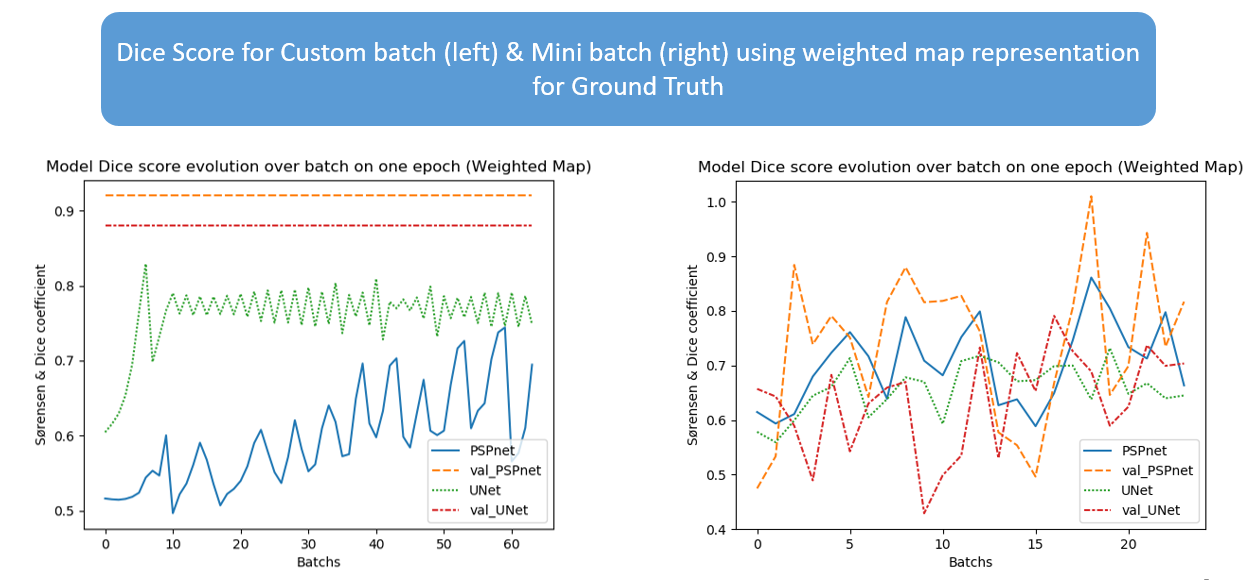 Dice Score for Custom batch (left) & Mini batch (right) using weighted map representation
for Ground Truth
Model Dice score evolution over batch on one epoch (Weighted Map)
Sørensen & Dice coefficient
0.9
0.8
0.7
0.6
0.5
0 10 20 30 40 50 60
Batchs
PSPnet
val_PSPnet
UNet
val_UNet
Model Dice score evolution over batch on one epoch (Weighted Map)
Sørensen & Dice coefficient
1.0
0.9
0.8
0.7
0.6
0.5
0.4
0 5 10 15 20
Batchs
PSPnet
val_PSPnet
UNet
val_UNet